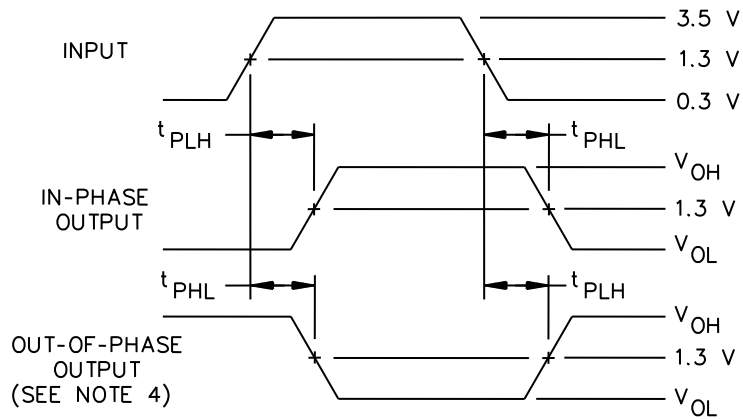 3.5 V
INPUT
1.3 V
0.3 V
tPLH
tPHL
VOH
IN-PHASE
OUTPUT
1.3 V
VOL
tPHL
tPLH
VOH
OUT-OF-PHASE
OUTPUT
(SEE NOTE 4)
1.3 V
VOL